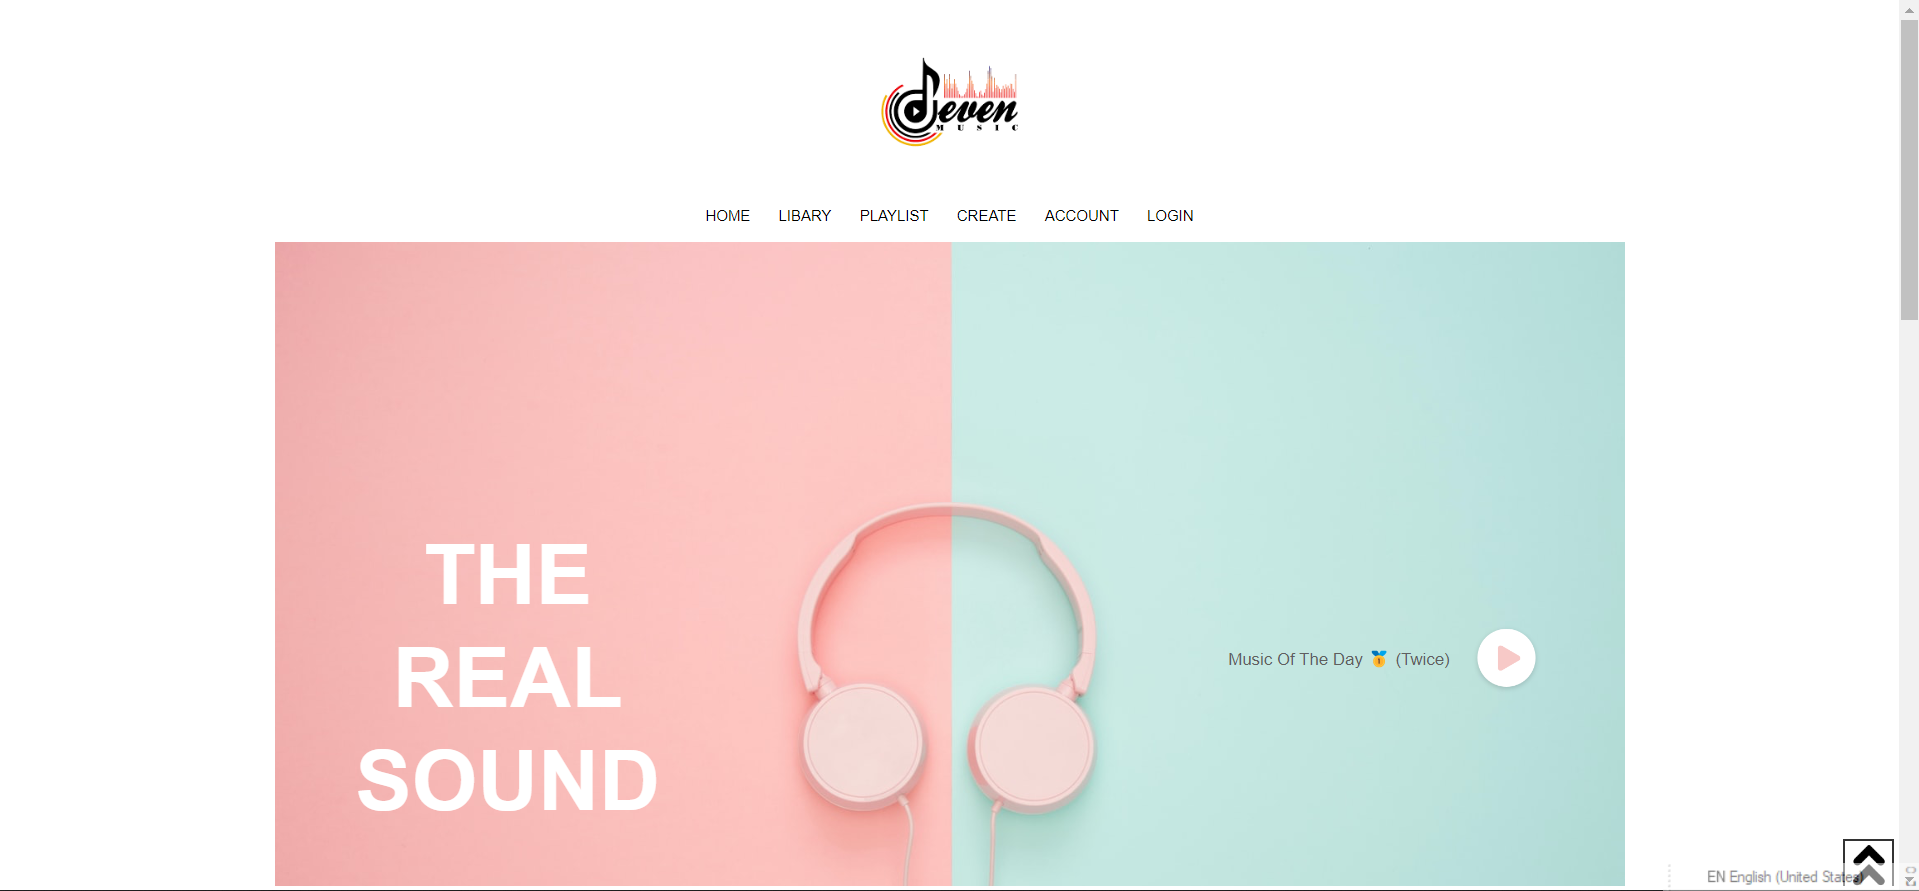 deven
MUSIC
HOME LIBARY PLAYLIST CREATE ACCOUNT LOGIN
THE
REAL
SOUND
Music Of The Day 🥇 (Twice)
EN English (United States)